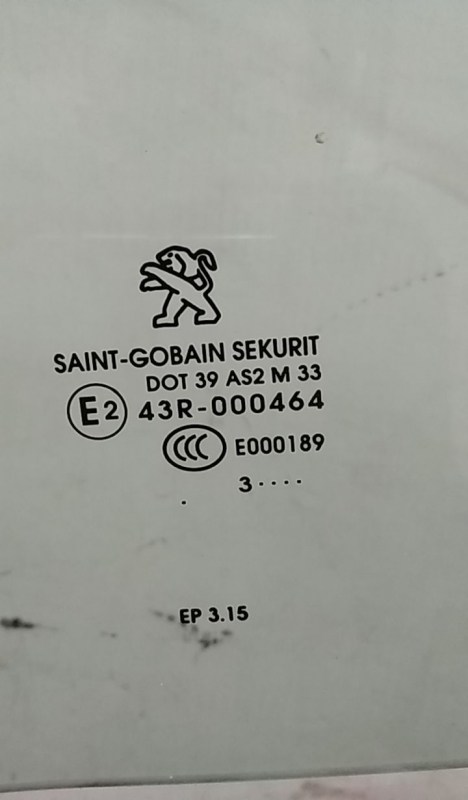 SAINT-GOBAIN SEKURIT
DOT 39 AS2 M 33
E2 43R-000464
CCC E000189
3····
.
EP 3.15